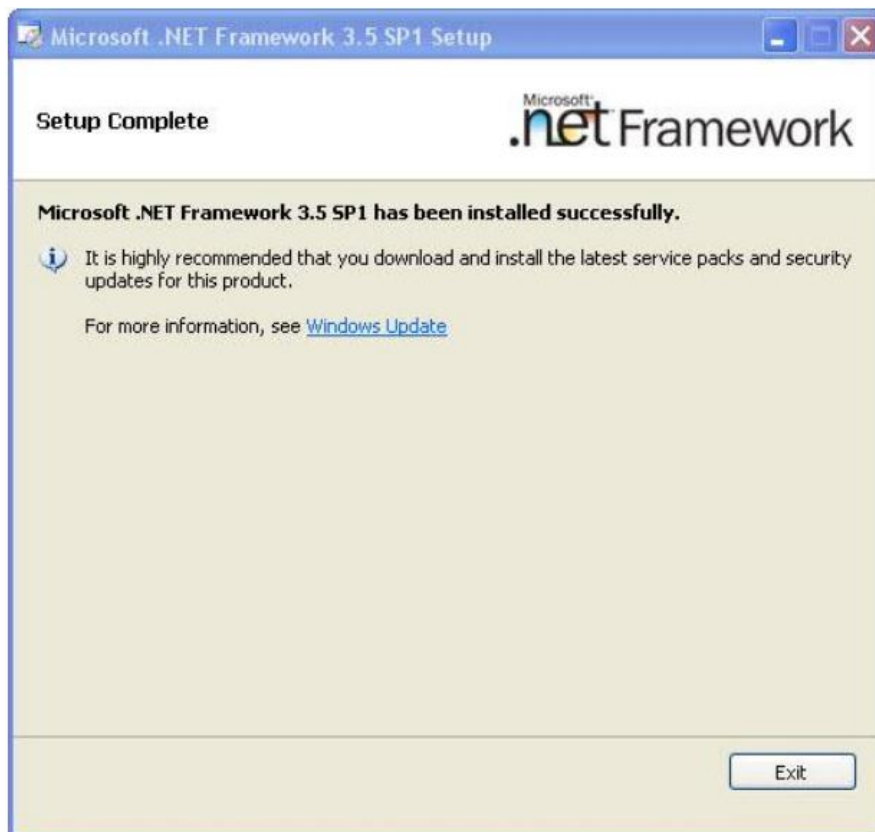 Microsoft .NET Framework 3.5 SP1 Setup
Setup Complete
Microsoft
.net Framework
Microsoft .NET Framework 3.5 SP1 has been installed successfully.
It is highly recommended that you download and install the latest service packs and security
updates for this product.
For more information, see Windows Update
Exit